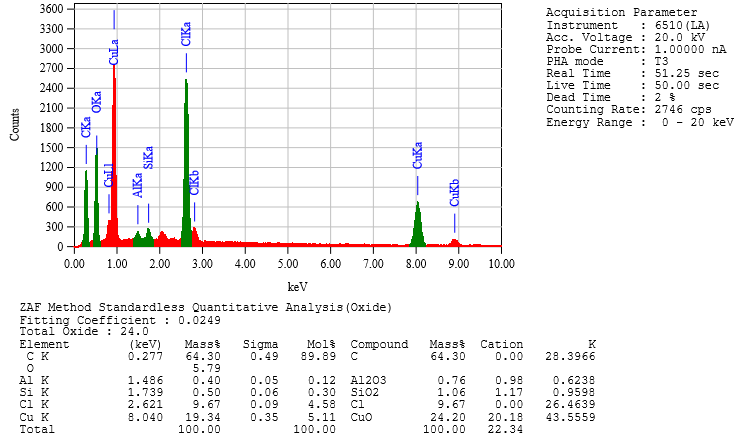 3600
3300
3000
2700
2400
2100
1800
1500
1200
900
600
300
0
Counts
CKa
OKa
CuLl
CuLa
AlKa
SiKa
ClKa
ClKb
CuKa
CuKb
0.00 1.00 2.00 3.00 4.00 5.00 6.00 7.00 8.00 9.00 10.00
keV
Acquisition Parameter
Instrument : 6510(LA)
Acc. Voltage : 20.0 kV
Probe Current: 1.00000 nA
PHA mode : T3
Real Time : 51.25 sec
Live Time : 50.00 sec
Dead Time : 2 %
Counting Rate: 2746 cps
Energy Range : 0 - 20 keV
ZAF Method Standardless Quantitative Analysis(Oxide)
Fitting Coefficient : 0.0249
Total Oxide : 24.0
Element (keV) Mass% Sigma Mol% Compound Mass% Cation K
C K 0.277 64.30 0.49 89.89 C 64.30 0.00 28.3966
O 5.79
Al K 1.486 0.40 0.05 0.12 Al2O3 0.76 0.98 0.6238
Si K 1.739 0.50 0.06 0.30 SiO2 1.06 1.17 0.9598
Cl K 2.621 9.67 0.09 4.58 Cl 9.67 0.00 26.4639
Cu K 8.040 19.34 0.35 5.11 CuO 24.20 20.18 43.5559
Total 100.00 100.00 100.00 22.34